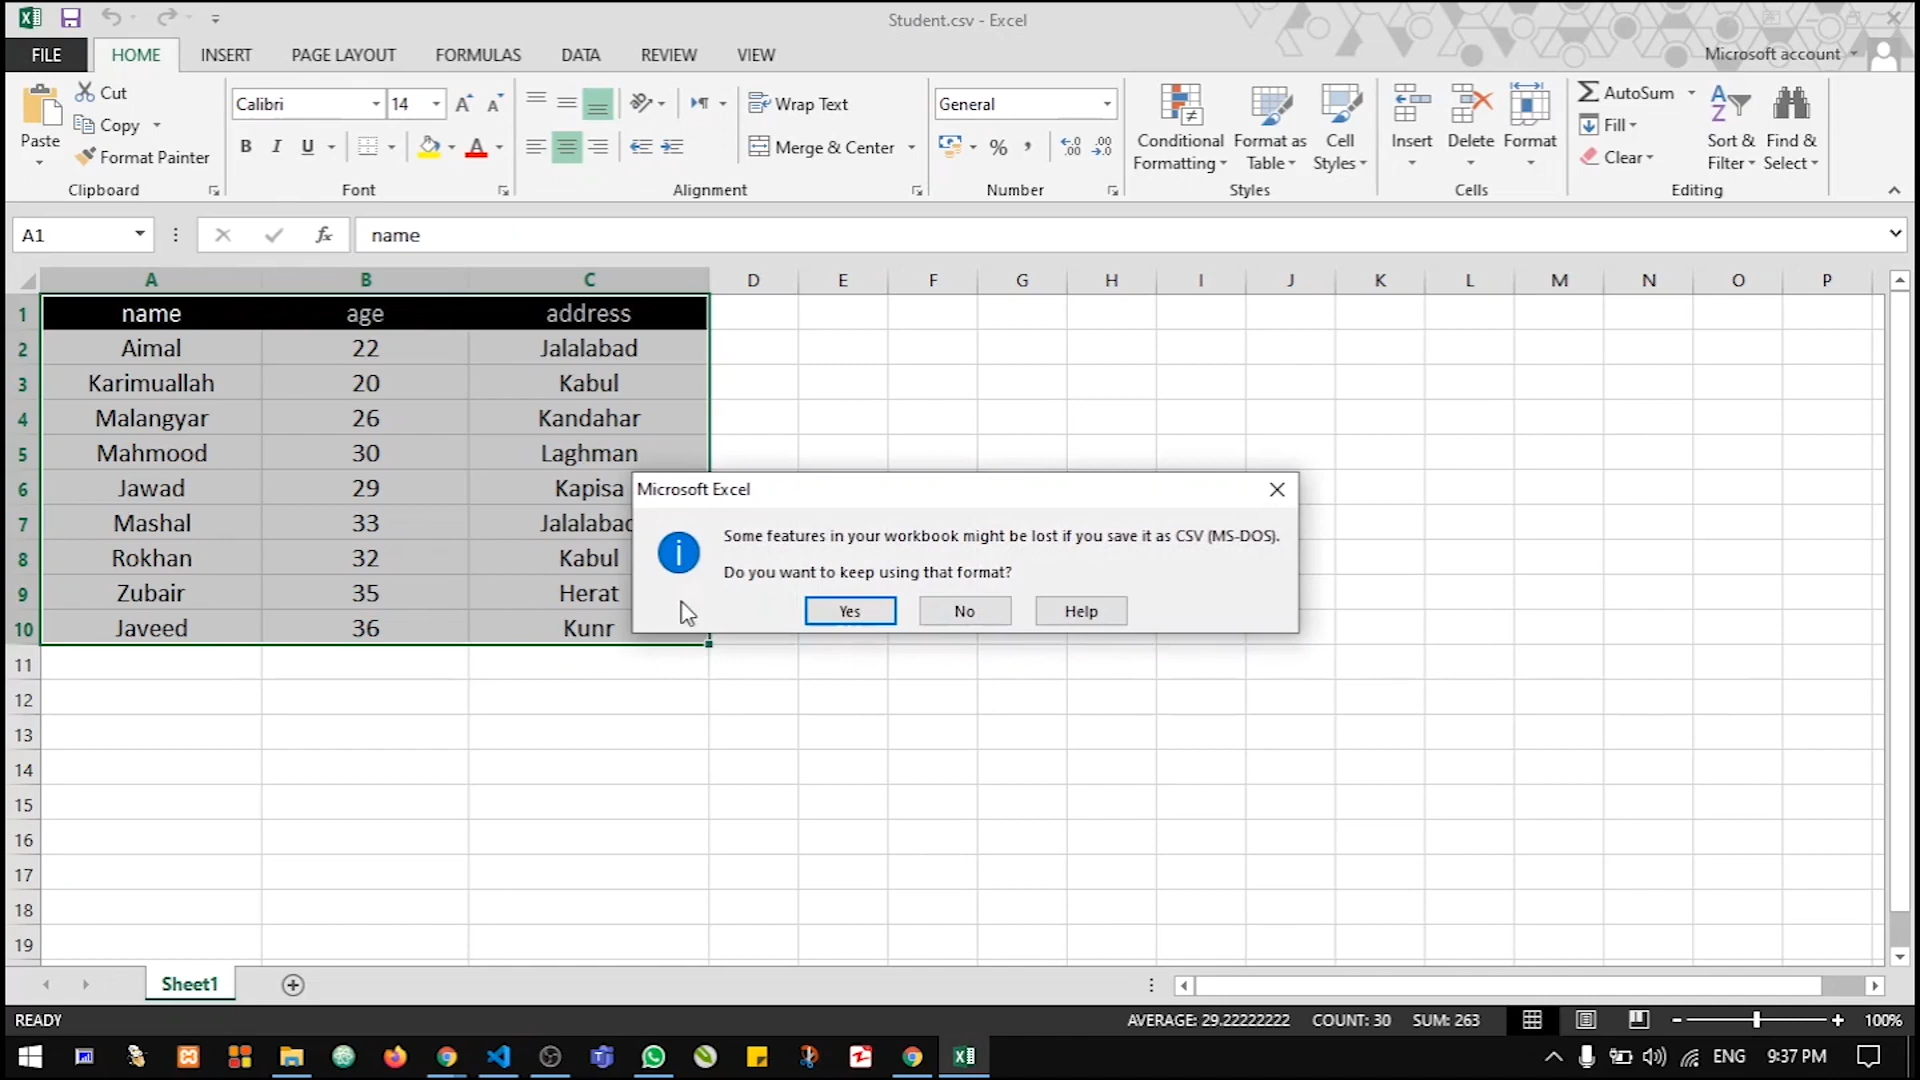 Student.csv - Excel
FILE HOME INSERT PAGE LAYOUT FORMULAS DATA REVIEW VIEW Microsoft account
Paste Cut Copy Format Painter
Clipboard
Calibri 14
B I U A
Font
Wrap Text
Merge & Center
Alignment
General
% ,
Number
Conditional Formatting
Format as Table
Cell Styles
Styles
Insert Delete Format
Cells
AutoSum
Fill
Clear
Sort & Filter
Find & Select
Editing
A1 fx name
A B C D E F G H I J K L M N O P
1 name age address
2 Aimal 22 Jalalabad
3 Karimuallah 20 Kabul
4 Malangyar 26 Kandahar
5 Mahmood 30 Laghman
6 Jawad 29 Kapisa
7 Mashal 33 Jalalabad
8 Rokhan 32 Kabul
9 Zubair 35 Herat
10 Javeed 36 Kunr
11
12
13
14
15
16
17
18
19
Microsoft Excel
Some features in your workbook might be lost if you save it as CSV (MS-DOS).
Do you want to keep using that format?
Yes No Help
Sheet1
READY AVERAGE: 29.22222222 COUNT: 30 SUM: 263 100%
ENG 9:37 PM